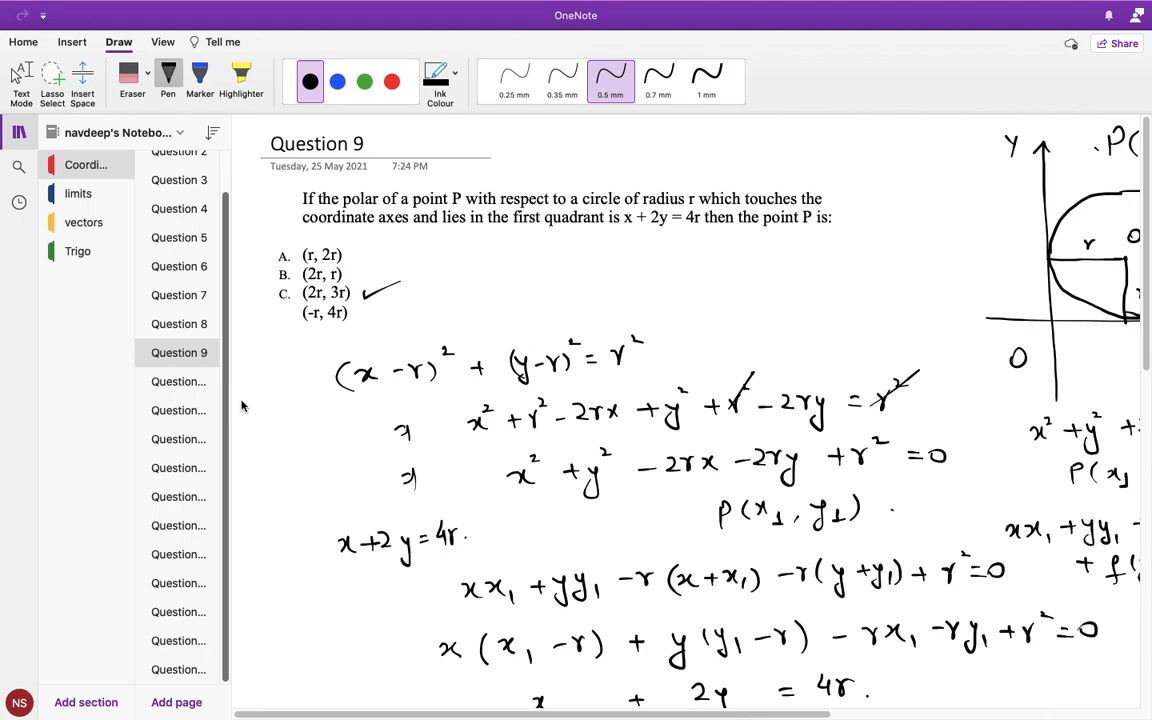 OneNote
Home Insert Draw View Tell me
Share
Text Mode
Lasso Select
Insert Space
Eraser
Pen
Marker
Highlighter
Ink Colour
0.25 mm
0.35 mm
0.5 mm
0.7 mm
1 mm
navdeep's Notebo...
Coordi...
limits
vectors
Trigo
Question 2
Question 3
Question 4
Question 5
Question 6
Question 7
Question 8
Question 9
Question...
Question...
Question...
Question...
Question...
Question...
Question...
Question...
Question...
Question...
Question...
NS
Add section
Add page
Question 9
Tuesday, 25 May 2021 7:24 PM
If the polar of a point P with respect to a circle of radius r which touches the
coordinate axes and lies in the first quadrant is x + 2y = 4r then the point P is:
A. (r, 2r)
B. (2r, r)
C. (2r, 3r)
(-r, 4r)
(x - r)² + (y - r)² = r²
⇒ x² + r² - 2rx + y² + r² - 2ry = r²
⇒ x² + y² - 2rx - 2ry + r² = 0
P(x₁, y₁)
x + 2y = 4r.
xx₁ + yy₁ - r(x + x₁) - r(y + y₁) + r² = 0
x(x₁ - r) + y(y₁ - r) - rx₁ - ry₁ + r² = 0
x + 2y = 4r.
Y
.P(
r
O
x² + y² +
P(x₁
xx₁ + yy₁ -
+ f(